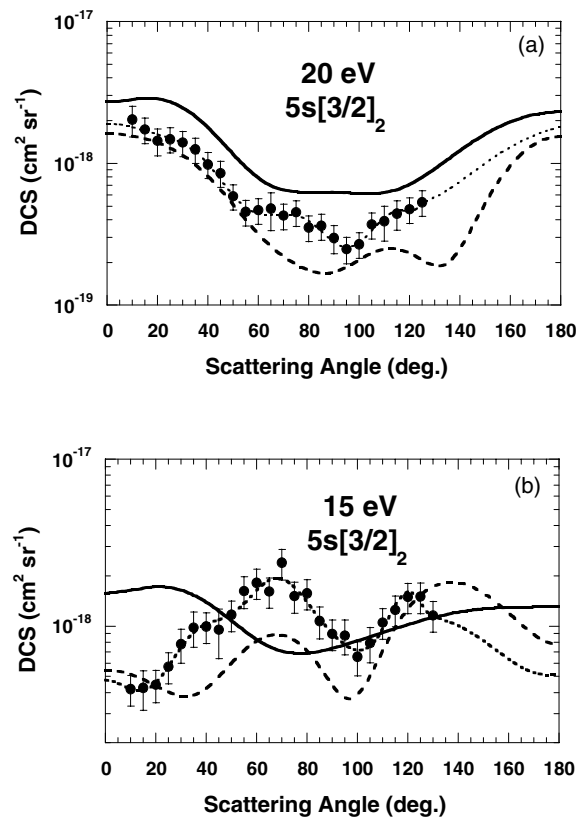 10⁻¹⁷
(a)
20 eV
5s[3/2]₂
DCS (cm² sr⁻¹)
10⁻¹⁸
10⁻¹⁹
0 20 40 60 80 100 120 140 160 180
Scattering Angle (deg.)
10⁻¹⁷
(b)
15 eV
5s[3/2]₂
DCS (cm² sr⁻¹)
10⁻¹⁸
0 20 40 60 80 100 120 140 160 180
Scattering Angle (deg.)